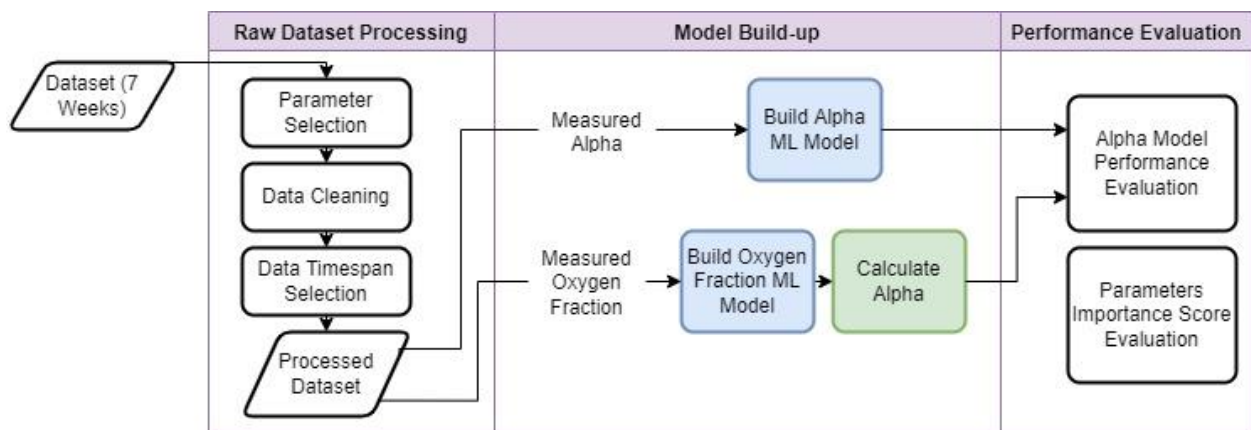 Raw Dataset Processing
Model Build-up
Performance Evaluation
Dataset (7
Weeks)
Parameter
Selection
Data Cleaning
Data Timespan
Selection
Processed
Dataset
Measured
Alpha
Build Alpha
ML Model
Measured
Oxygen
Fraction
Build Oxygen
Fraction ML
Model
Calculate
Alpha
Alpha Model
Performance
Evaluation
Parameters
Importance Score
Evaluation